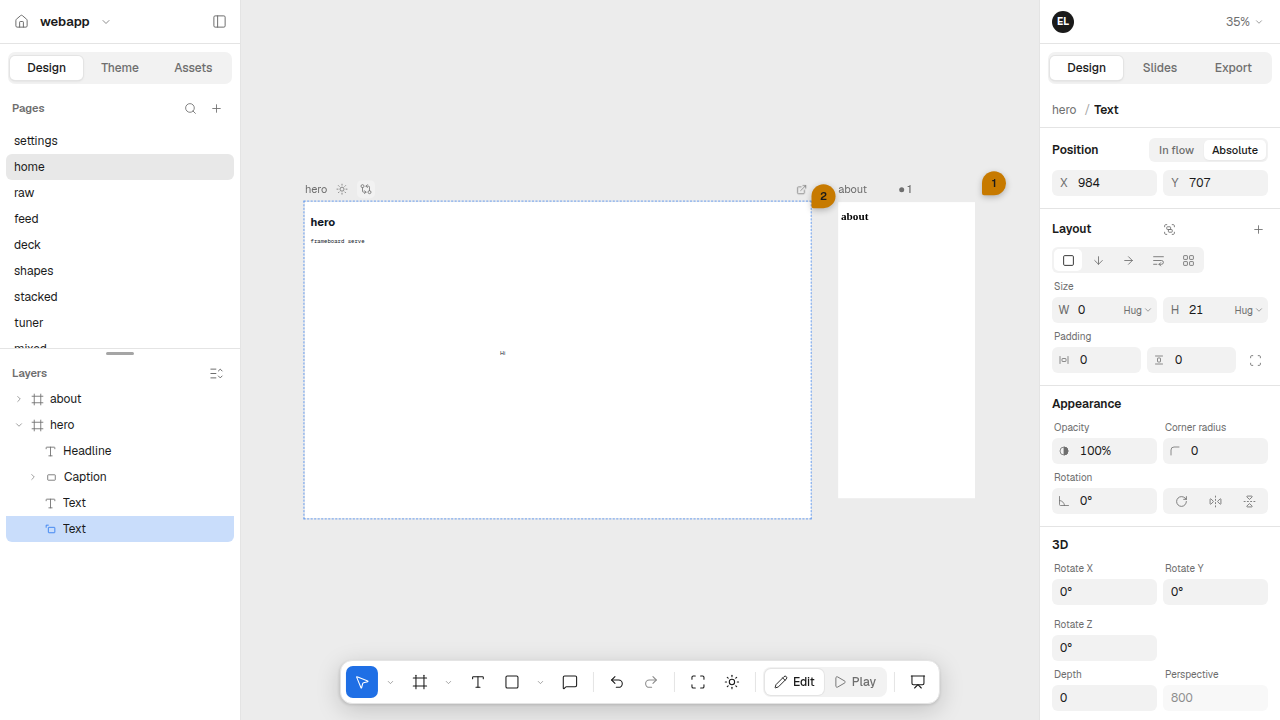 webapp
Design
Theme
Assets
Pages
settings
home
raw
feed
deck
shapes
stacked
tuner
mixed
Layers
about
hero
Headline
Caption
Text
Text
hero
2
about
1
1
hero
frameboard serve
Hi
about
Edit
Play
EL
35%
Design
Slides
Export
hero / Text
Position
In flow
Absolute
X 984
Y 707
Layout
Size
W 0 Hug
H 21 Hug
Padding
0
0
Appearance
Opacity
Corner radius
100%
0
Rotation
0°
3D
Rotate X
Rotate Y
0°
0°
Rotate Z
0°
Depth
Perspective
0
800